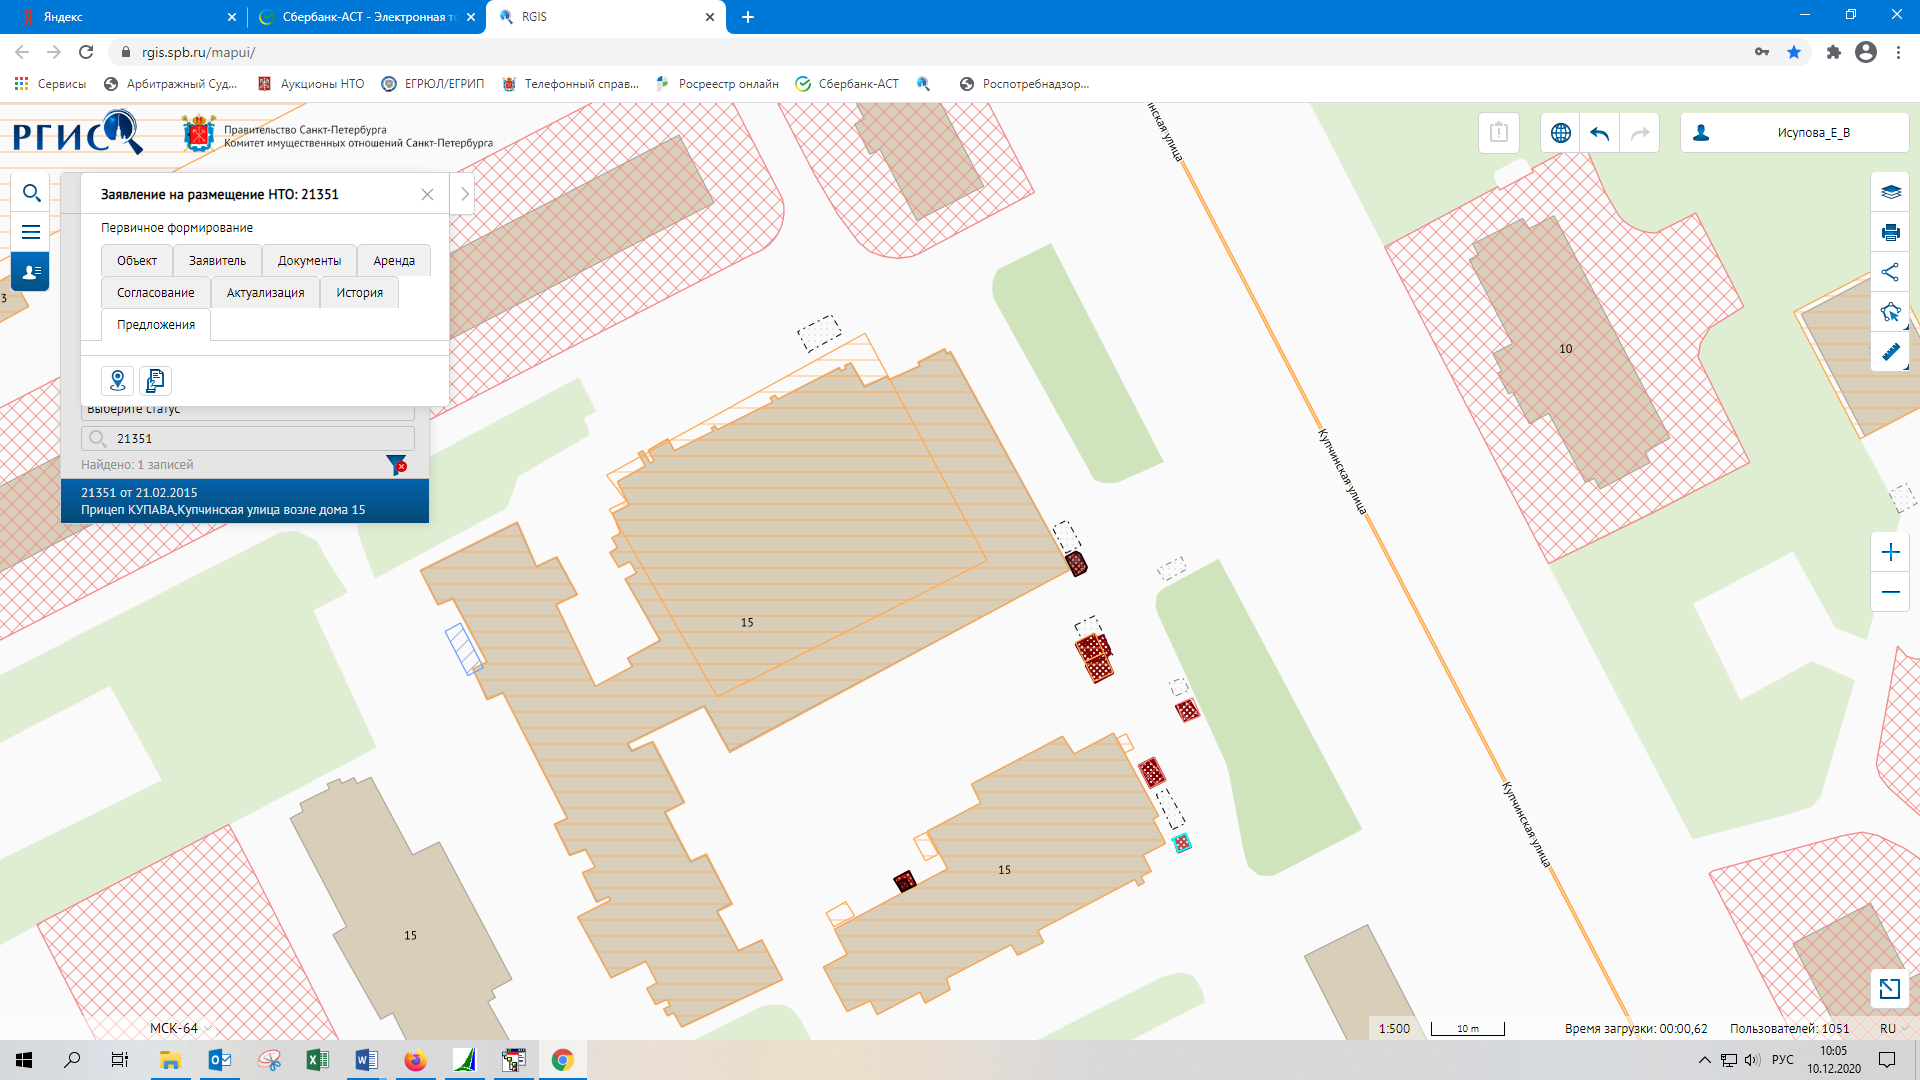 Яндекс
Сбербанк-АСТ - Электронная то
RGIS
rgis.spb.ru/mapui/
Сервисы
Арбитражный Суд...
Аукционы НТО
ЕГРЮЛ/ЕГРИП
Телефонный справ...
Росреестр онлайн
Сбербанк-АСТ
Роспотребнадзор...
РГИС
Правительство Санкт-Петербурга
Комитет имущественных отношений Санкт-Петербурга
Исупова_Е_В
Заявление на размещение НТО: 21351
Первичное формирование
Объект
Заявитель
Документы
Аренда
Согласование
Актуализация
История
Предложения
Выберите статус
21351
Найдено: 1 записей
21351 от 21.02.2015
Прицеп КУПАВА,Купчинская улица возле дома 15
3
10
15
15
15
Купчинская улица
Купчинская улица
МСК-64
1:500
10 m
Время загрузки: 00:00,62
Пользователей: 1051
RU
РУС
10:05
10.12.2020